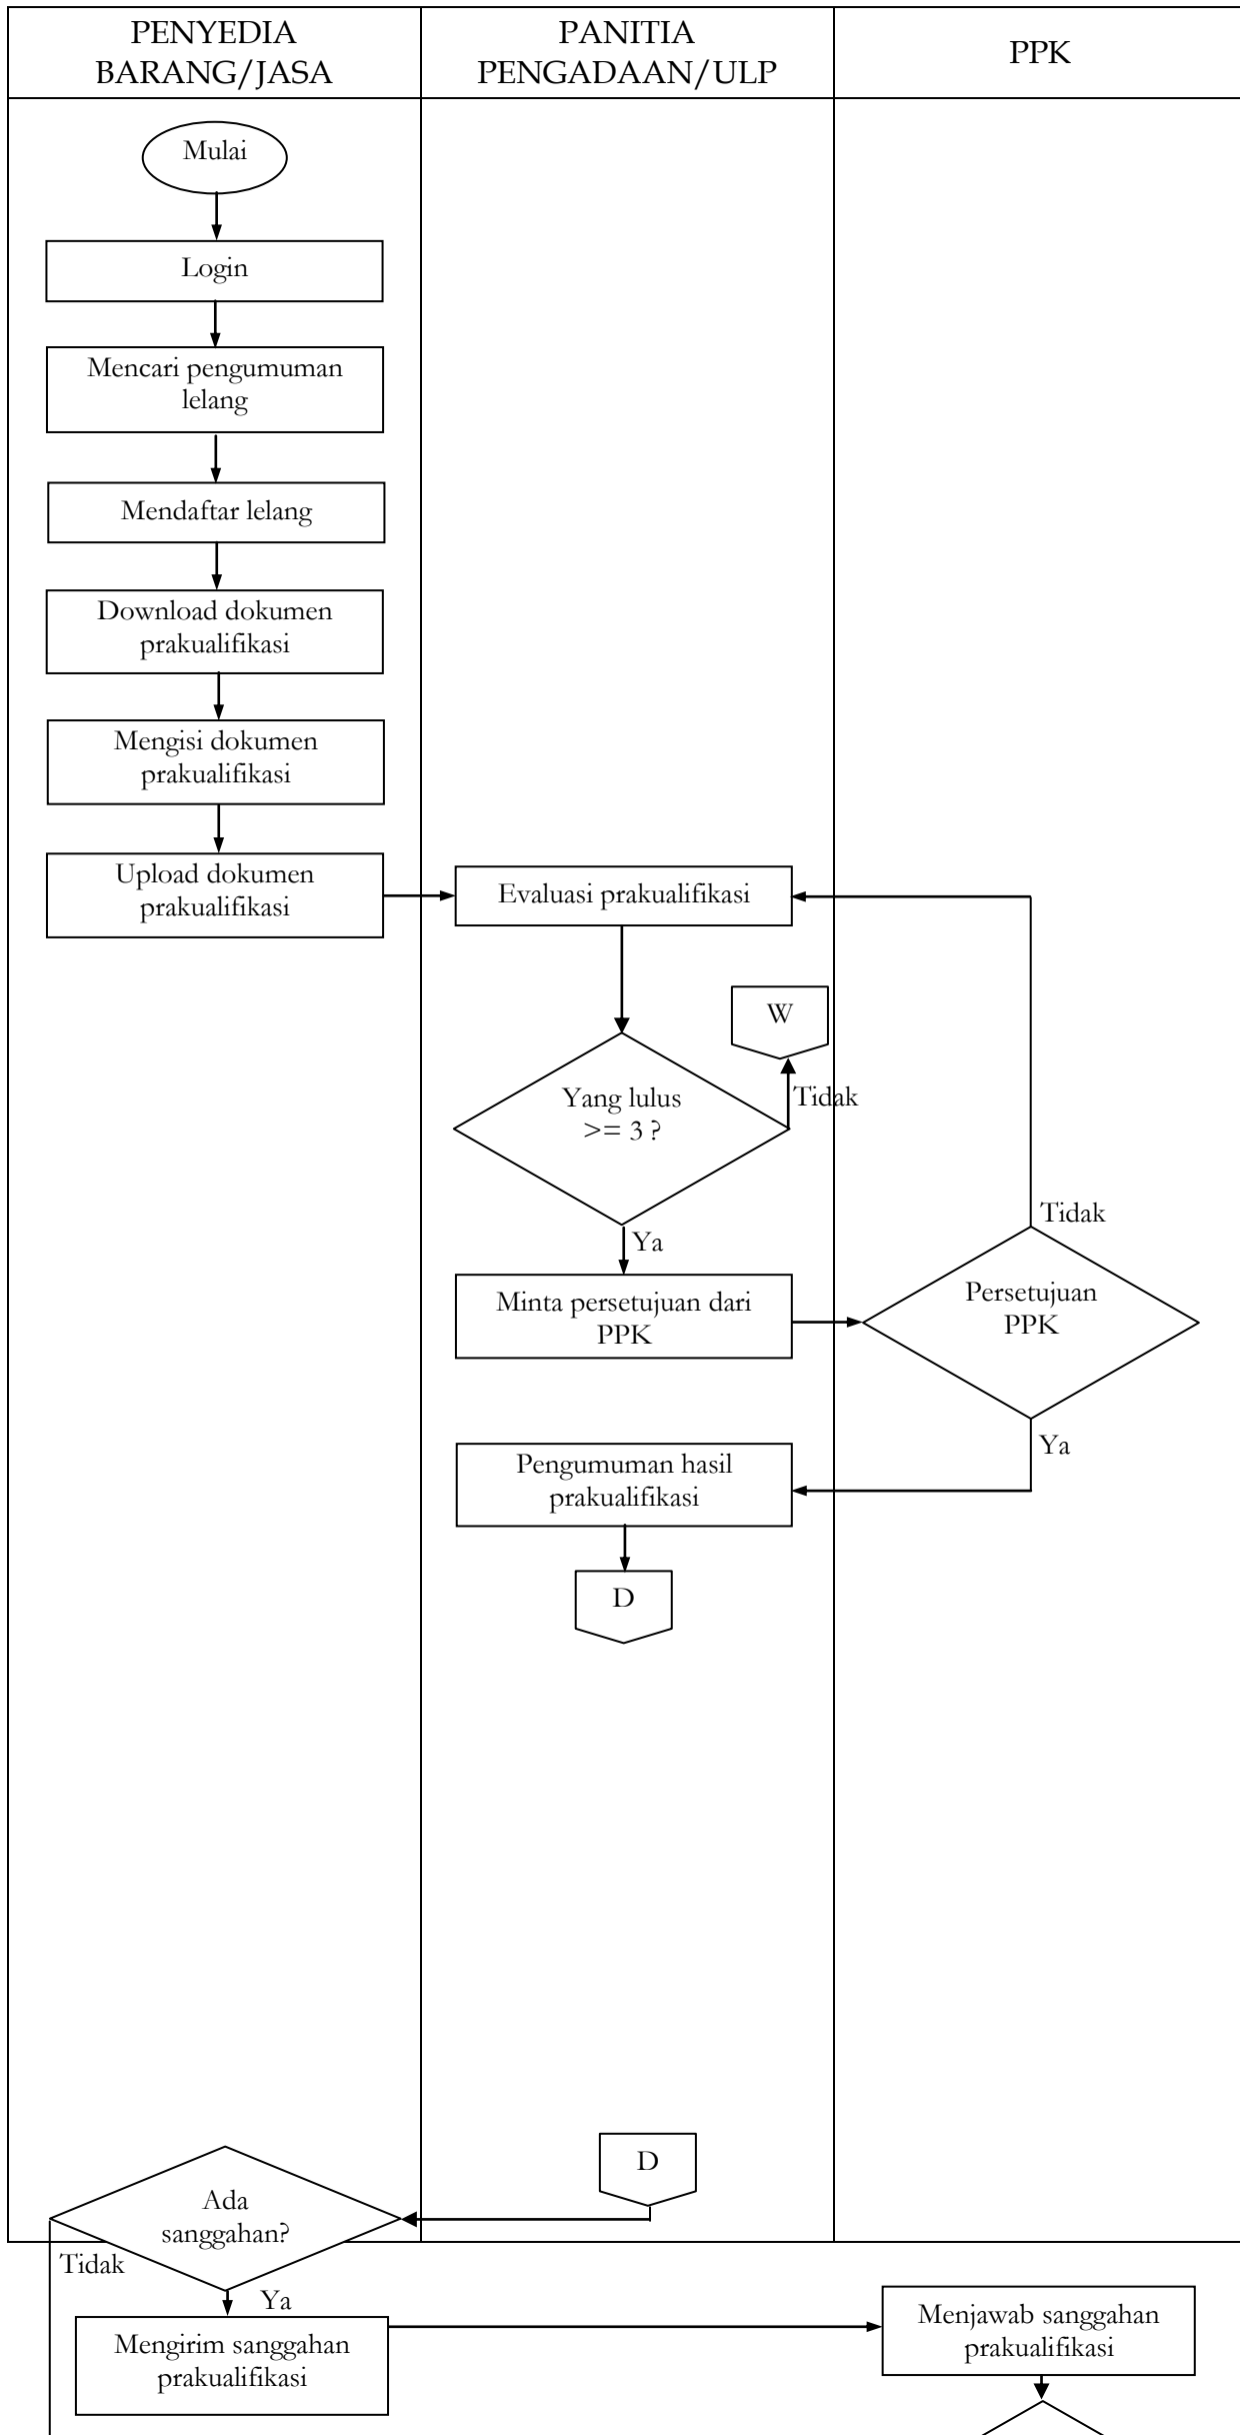 PENYEDIA
BARANG/JASA
PANITIA
PENGADAAN/ULP
PPK
Mulai
Login
Mencari pengumuman
lelang
Mendaftar lelang
Download dokumen
prakualifikasi
Mengisi dokumen
prakualifikasi
Upload dokumen
prakualifikasi
Evaluasi prakualifikasi
W
Yang lulus
>= 3 ?
Tidak
Ya
Minta persetujuan dari
PPK
Tidak
Persetujuan
PPK
Ya
Pengumuman hasil
prakualifikasi
D
D
Ada
sanggahan?
Tidak
Ya
Mengirim sanggahan
prakualifikasi
Menjawab sanggahan
prakualifikasi